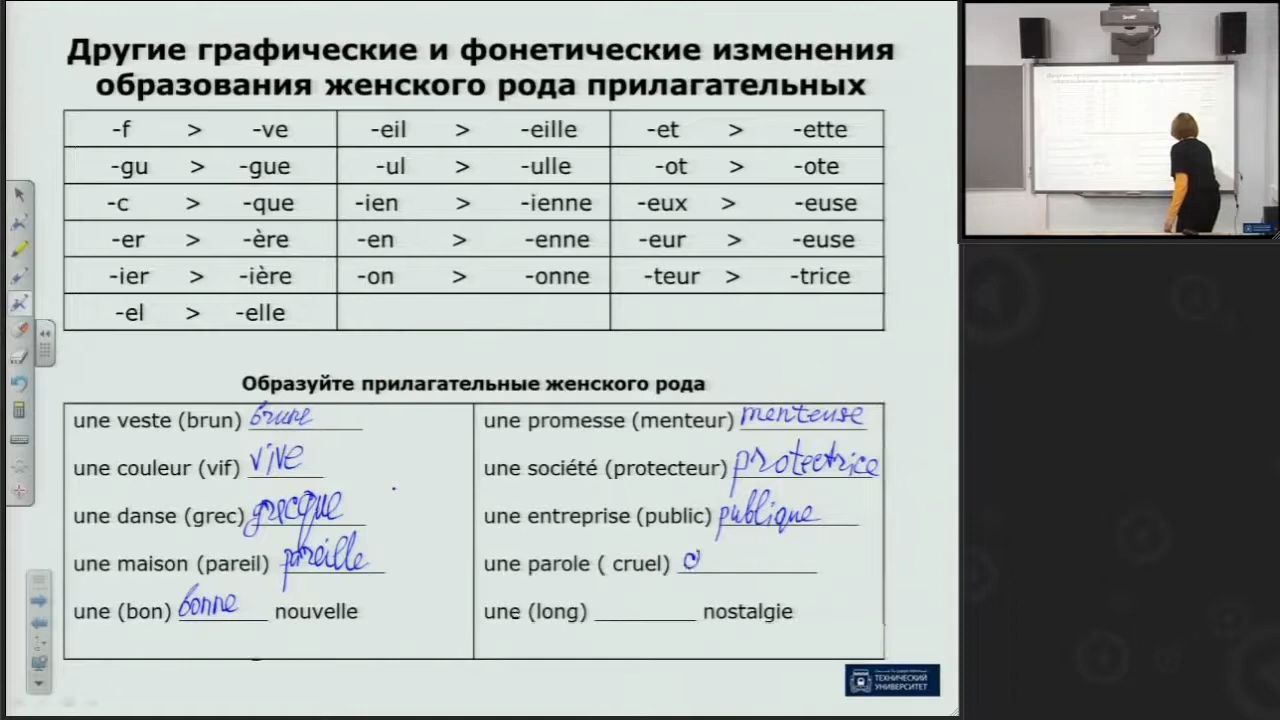 Другие графические и фонетические изменения
образования женского рода прилагательных
-f > -ve
-eil > -eille
-et > -ette
-gu > -gue
-ul > -ulle
-ot > -ote
-c > -que
-ien > -ienne
-eux > -euse
-er > -ère
-en > -enne
-eur > -euse
-ier > -ière
-on > -onne
-teur > -trice
-el > -elle
Образуйте прилагательные женского рода
une veste (brun) brune
une couleur (vif) vive
une danse (grec) grecque
une maison (pareil) pareille
une (bon) bonne nouvelle
une promesse (menteur) menteuse
une société (protecteur) protectrice
une entreprise (public) publique
une parole ( cruel) c
une (long) __________ nostalgie
ТЕХНИЧЕСКИЙ
УНИВЕРСИТЕТ